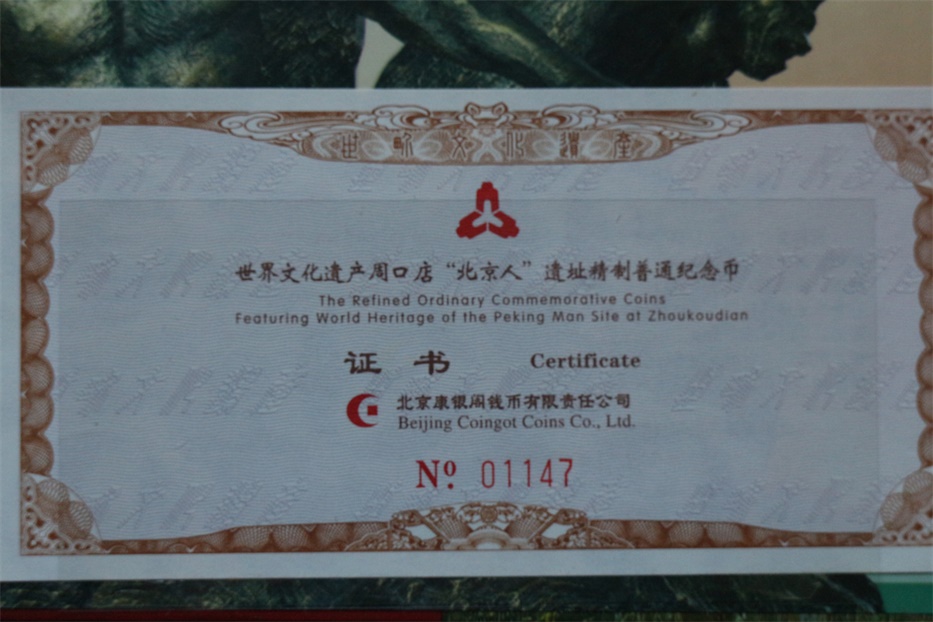 世界文化遗产
世界文化遗产周口店“北京人”遗址精制普通纪念币
The Refined Ordinary Commemorative Coins
Featuring World Heritage of the Peking Man Site at Zhoukoudian
证书 Certificate
北京康银阁钱币有限责任公司
Beijing Coingot Coins Co., Ltd.
Nº 01147